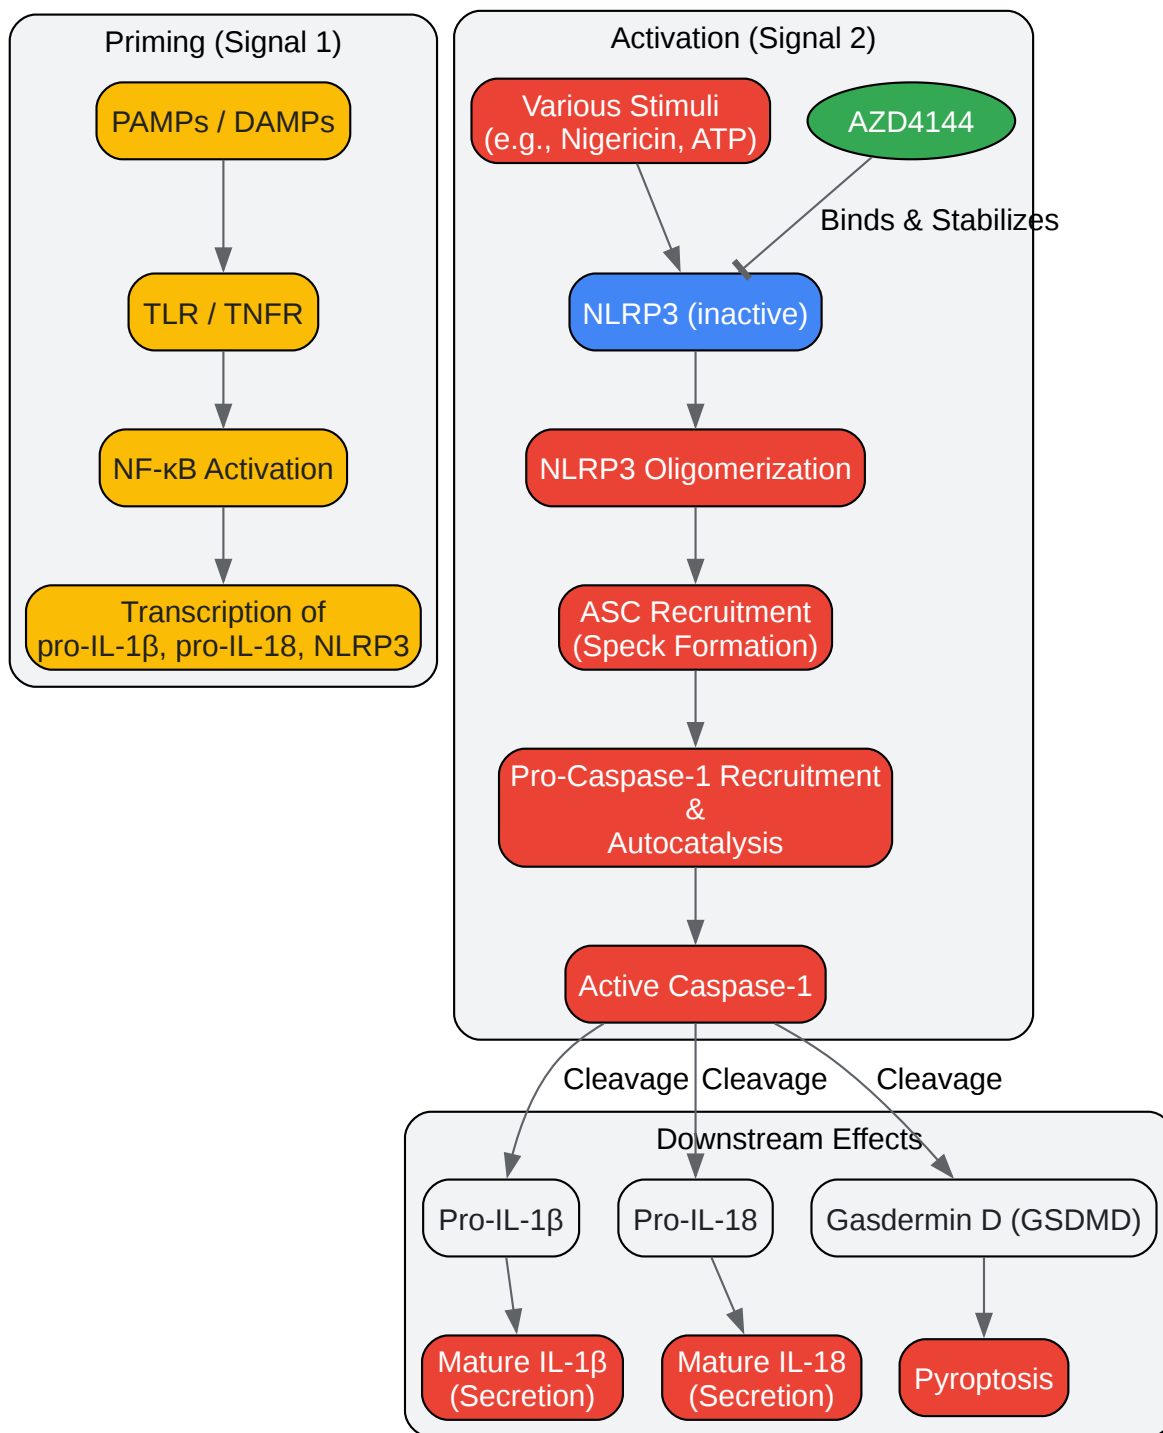 Priming (Signal 1)
PAMPs / DAMPs
TLR / TNFR
NF-κB Activation
Transcription of
pro-IL-1β, pro-IL-18, NLRP3
Activation (Signal 2)
Various Stimuli
(e.g., Nigericin, ATP)
AZD4144
Binds & Stabilizes
NLRP3 (inactive)
NLRP3 Oligomerization
ASC Recruitment
(Speck Formation)
Pro-Caspase-1 Recruitment
&
Autocatalysis
Active Caspase-1
Cleavage
Cleavage
Cleavage
Downstream Effects
Pro-IL-1β
Pro-IL-18
Gasdermin D (GSDMD)
Mature IL-1β
(Secretion)
Mature IL-18
(Secretion)
Pyroptosis